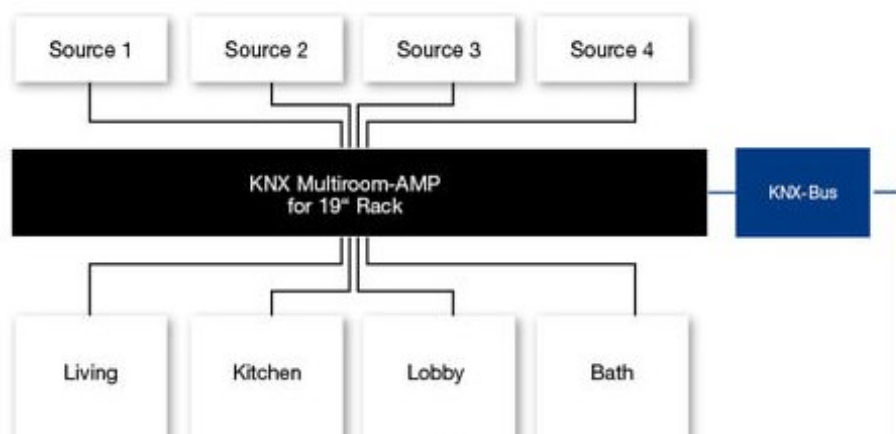 Source 1
Source 2
Source 3
Source 4
KNX Multiroom-AMP
for 19“ Rack
KNX-Bus
Living
Kitchen
Lobby
Bath